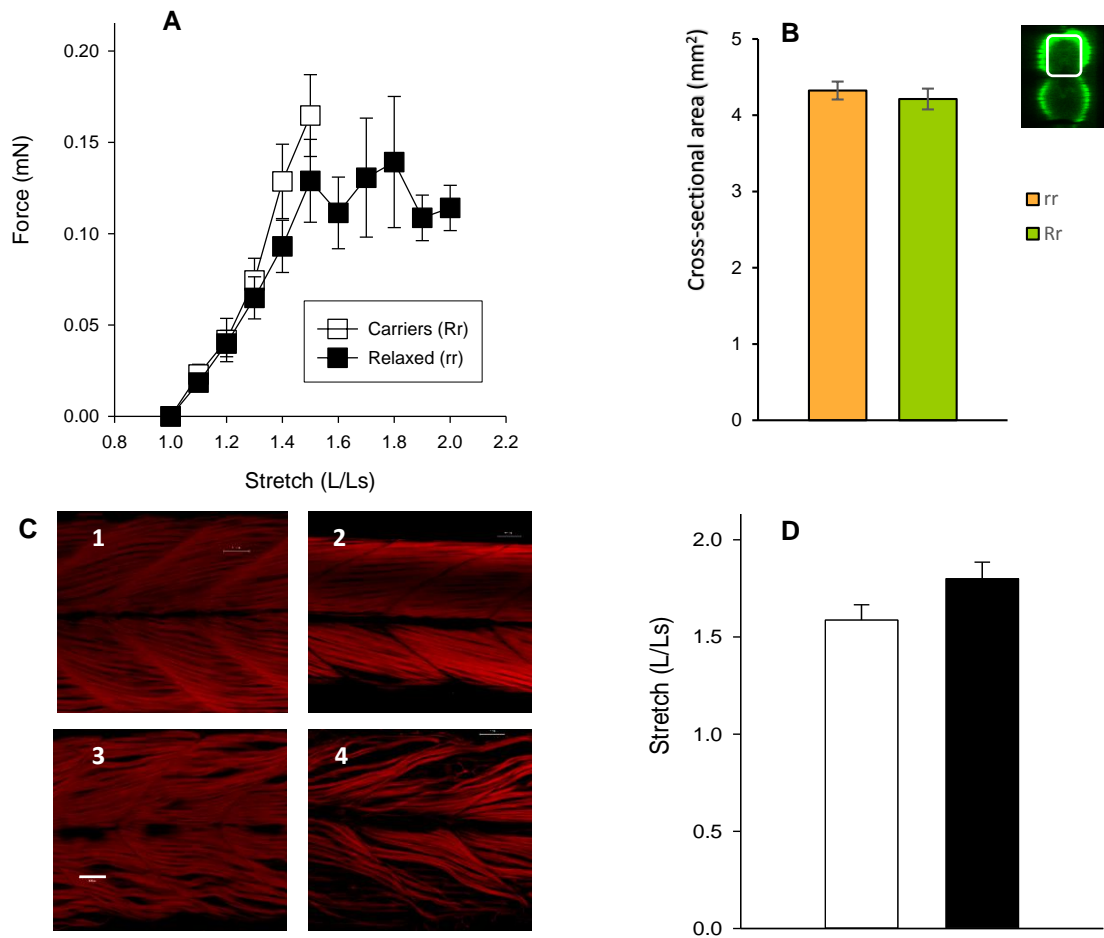 A
0.20
0.15
0.10
0.05
0.00
Force (mN)
0.8 1.0 1.2 1.4 1.6 1.8 2.0 2.2
Stretch (L/Ls)
Carriers (Rr)
Relaxed (rr)
B
5
4
3
2
1
0
Cross-sectional area (mm²)
rr
Rr
C
1
2
3
4
D
2.0
1.5
1.0
0.5
0.0
Stretch (L/Ls)